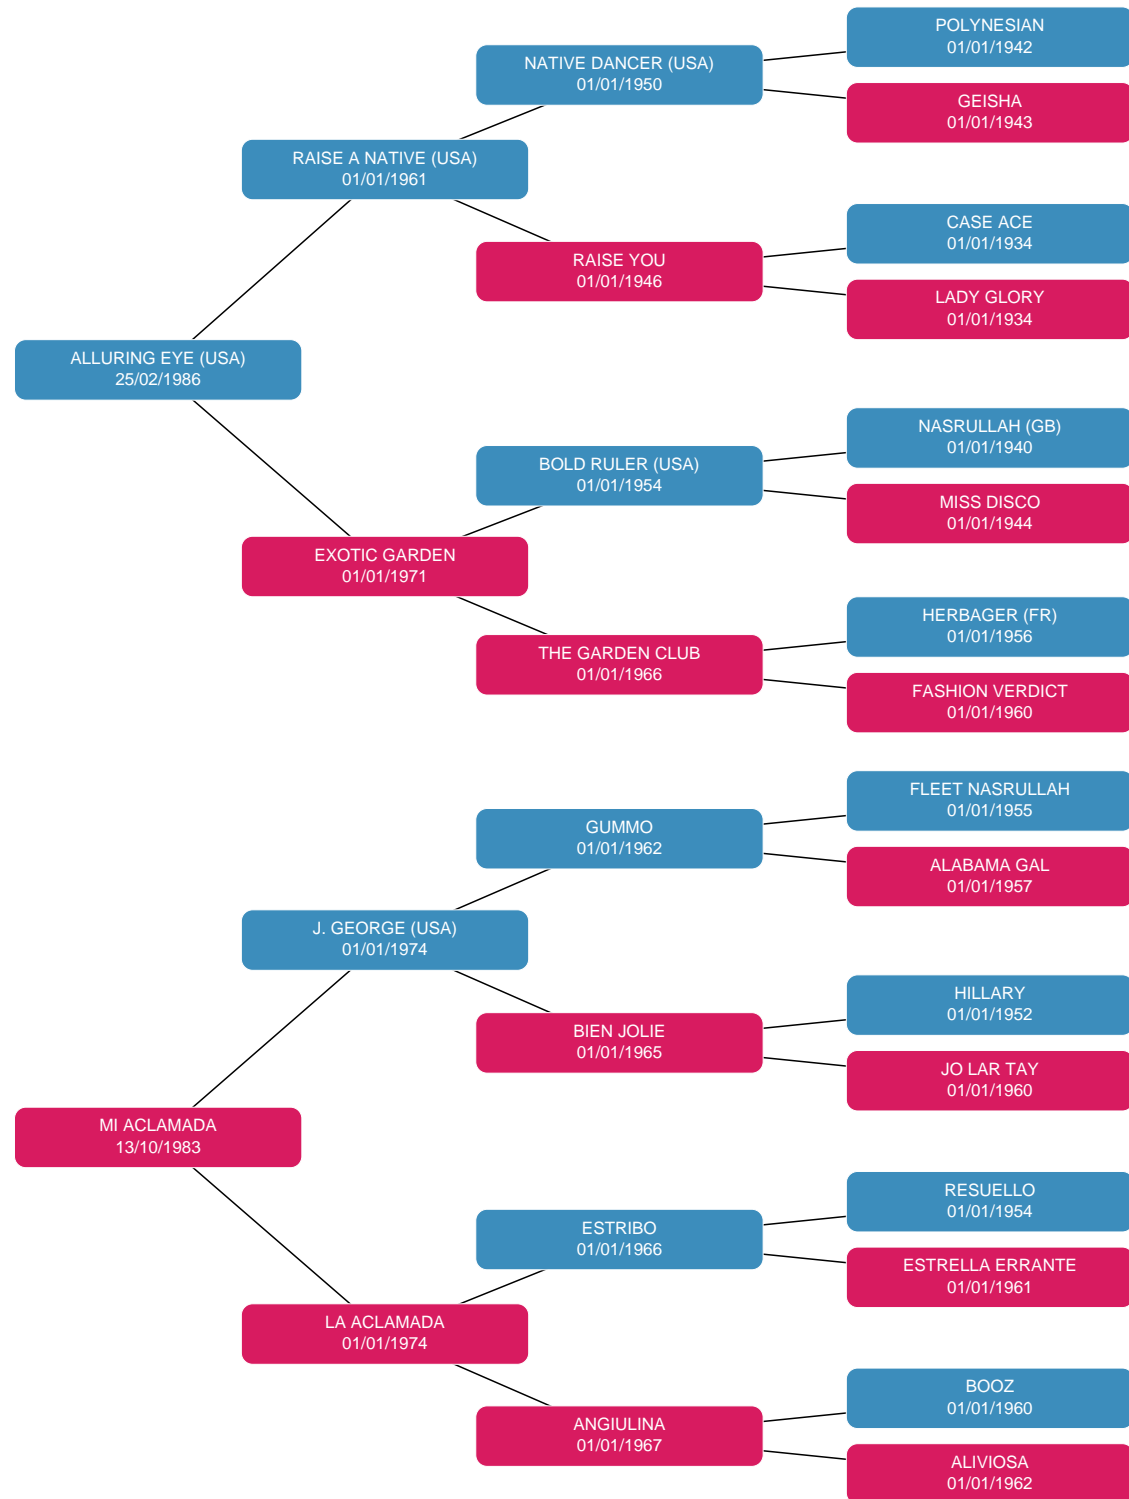 POLYNESIAN
01/01/1942
NATIVE DANCER (USA)
01/01/1950
GEISHA
01/01/1943
RAISE A NATIVE (USA)
01/01/1961
CASE ACE
01/01/1934
RAISE YOU
01/01/1946
LADY GLORY
01/01/1934
ALLURING EYE (USA)
25/02/1986
NASRULLAH (GB)
01/01/1940
BOLD RULER (USA)
01/01/1954
MISS DISCO
01/01/1944
EXOTIC GARDEN
01/01/1971
HERBAGER (FR)
01/01/1956
THE GARDEN CLUB
01/01/1966
FASHION VERDICT
01/01/1960
FLEET NASRULLAH
01/01/1955
GUMMO
01/01/1962
ALABAMA GAL
01/01/1957
J. GEORGE (USA)
01/01/1974
HILLARY
01/01/1952
BIEN JOLIE
01/01/1965
JO LAR TAY
01/01/1960
MI ACLAMADA
13/10/1983
RESUELLO
01/01/1954
ESTRIBO
01/01/1966
ESTRELLA ERRANTE
01/01/1961
LA ACLAMADA
01/01/1974
BOOZ
01/01/1960
ANGIULINA
01/01/1967
ALIVIOSA
01/01/1962